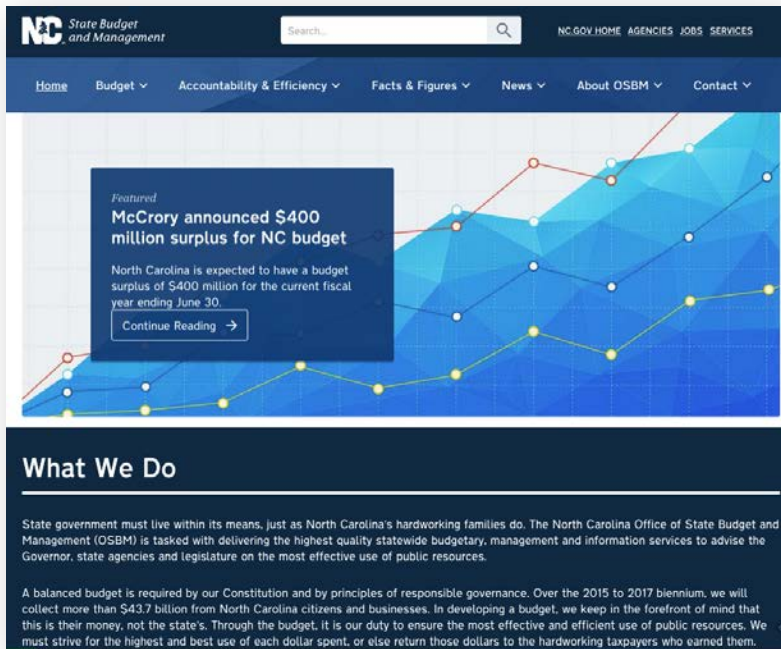 NC State Budget
and Management
Search...
NC.GOV HOME AGENCIES JOBS SERVICES
Home Budget Accountability & Efficiency Facts & Figures News About OSBM Contact
Featured
McCrory announced $400
million surplus for NC budget
North Carolina is expected to have a budget
surplus of $400 million for the current fiscal
year ending June 30.
Continue Reading →
What We Do
State government must live within its means, just as North Carolina's hardworking families do. The North Carolina Office of State Budget and
Management (OSBM) is tasked with delivering the highest quality statewide budgetary, management and information services to advise the
Governor, state agencies and legislature on the most effective use of public resources.
A balanced budget is required by our Constitution and by principles of responsible governance. Over the 2015 to 2017 biennium, we will
collect more than $43.7 billion from North Carolina citizens and businesses. In developing a budget, we keep in the forefront of mind that
this is their money, not the state's. Through the budget, it is our duty to ensure the most effective and efficient use of public resources. We
must strive for the highest and best use of each dollar spent, or else return those dollars to the hardworking taxpayers who earned them.